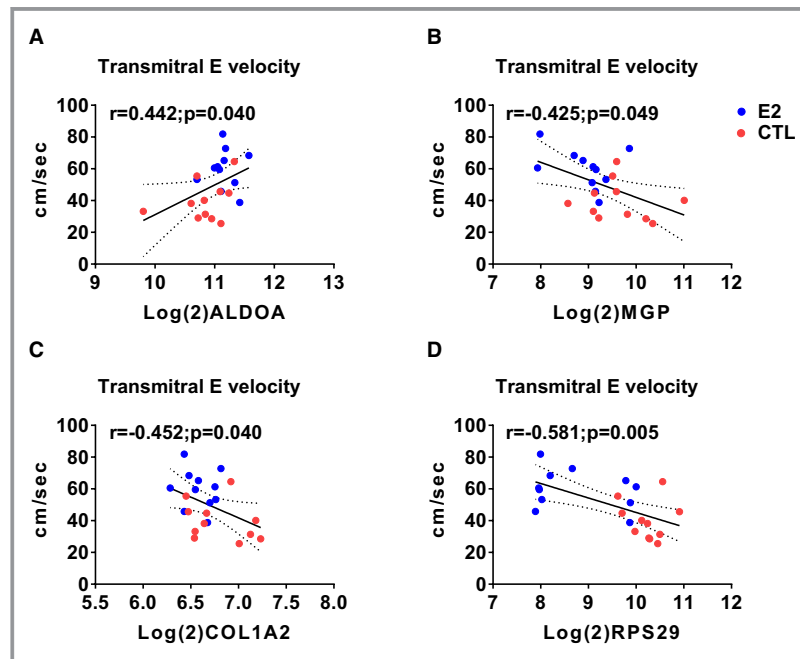 A
Transmitral E velocity
r=0.442;p=0.040
cm/sec
100
80
60
40
20
0
9 10 11 12 13
Log(2)ALDOA
B
Transmitral E velocity
r=-0.425;p=0.049
cm/sec
100
80
60
40
20
0
7 8 9 10 11 12
Log(2)MGP
E2
CTL
C
Transmitral E velocity
r=-0.452;p=0.040
cm/sec
100
80
60
40
20
0
5.5 6.0 6.5 7.0 7.5 8.0
Log(2)COL1A2
D
Transmitral E velocity
r=-0.581;p=0.005
cm/sec
100
80
60
40
20
0
7 8 9 10 11 12
Log(2)RPS29